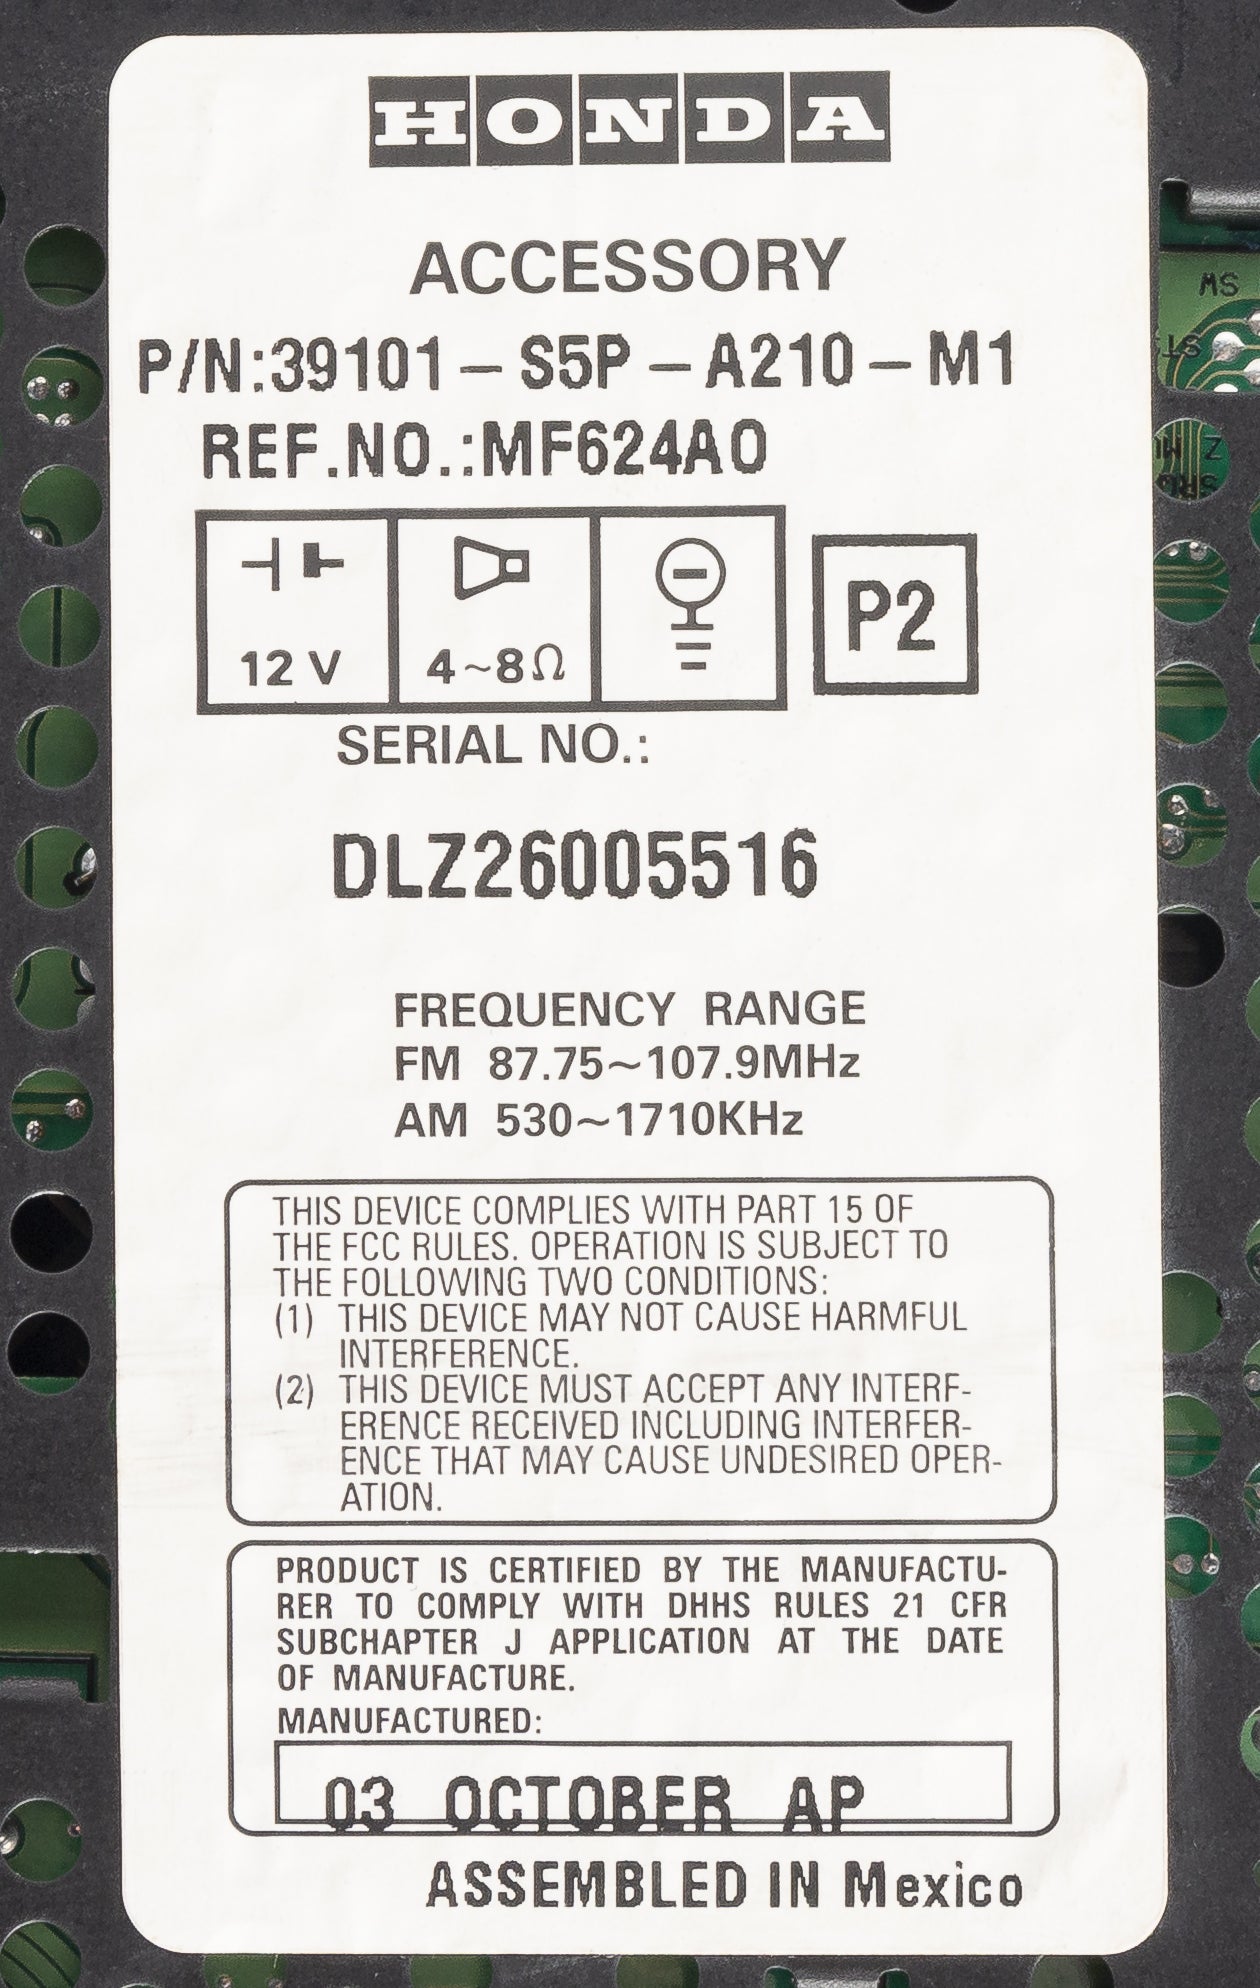 HONDA
ACCESSORY
P/N:39101-S5P-A210-M1
REF.NO.:MF624A0
12 V
4~8Ω
P2
SERIAL NO.:
DLZ26005516
FREQUENCY RANGE
FM 87.75~107.9MHz
AM 530~1710KHz
THIS DEVICE COMPLIES WITH PART 15 OF
THE FCC RULES. OPERATION IS SUBJECT TO
THE FOLLOWING TWO CONDITIONS:
(1) THIS DEVICE MAY NOT CAUSE HARMFUL
INTERFERENCE.
(2) THIS DEVICE MUST ACCEPT ANY INTERF-
ERENCE RECEIVED INCLUDING INTERFER-
ENCE THAT MAY CAUSE UNDESIRED OPER-
ATION.
PRODUCT IS CERTIFIED BY THE MANUFACTU-
RER TO COMPLY WITH DHHS RULES 21 CFR
SUBCHAPTER J APPLICATION AT THE DATE
OF MANUFACTURE.
MANUFACTURED:
03 OCTOBER AP
ASSEMBLED IN Mexico